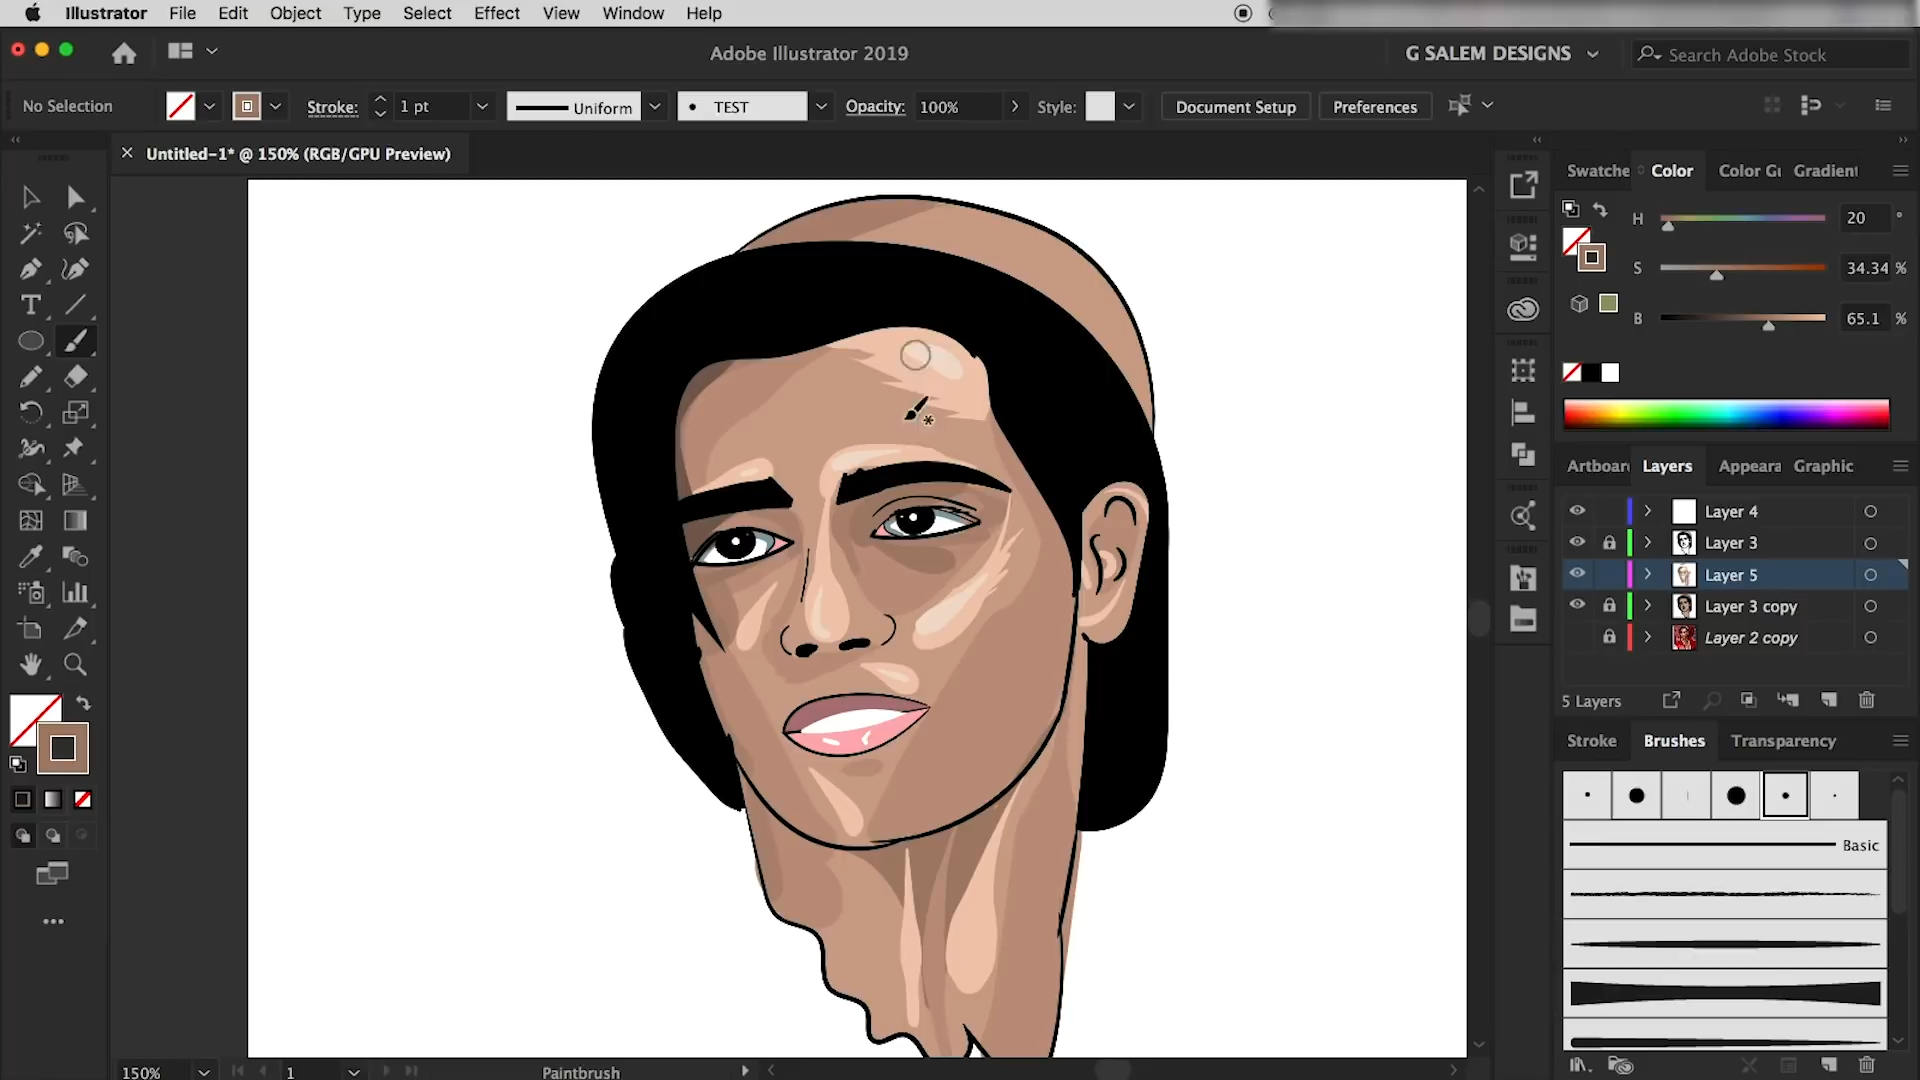 Illustrator File Edit Object Type Select Effect View Window Help
Adobe Illustrator 2019
G SALEM DESIGNS
Search Adobe Stock
No Selection
Stroke: 1 pt
Uniform
TEST
Opacity: 100%
Style:
Document Setup
Preferences
Untitled-1* @ 150% (RGB/GPU Preview)
Swatche Color Color Gu Gradient
H 20 °
S 34.34 %
B 65.1 %
Artboar Layers Appeara Graphic
Layer 4
Layer 3
Layer 5
Layer 3 copy
Layer 2 copy
5 Layers
Stroke Brushes Transparency
Basic
150% 1 Paintbrush